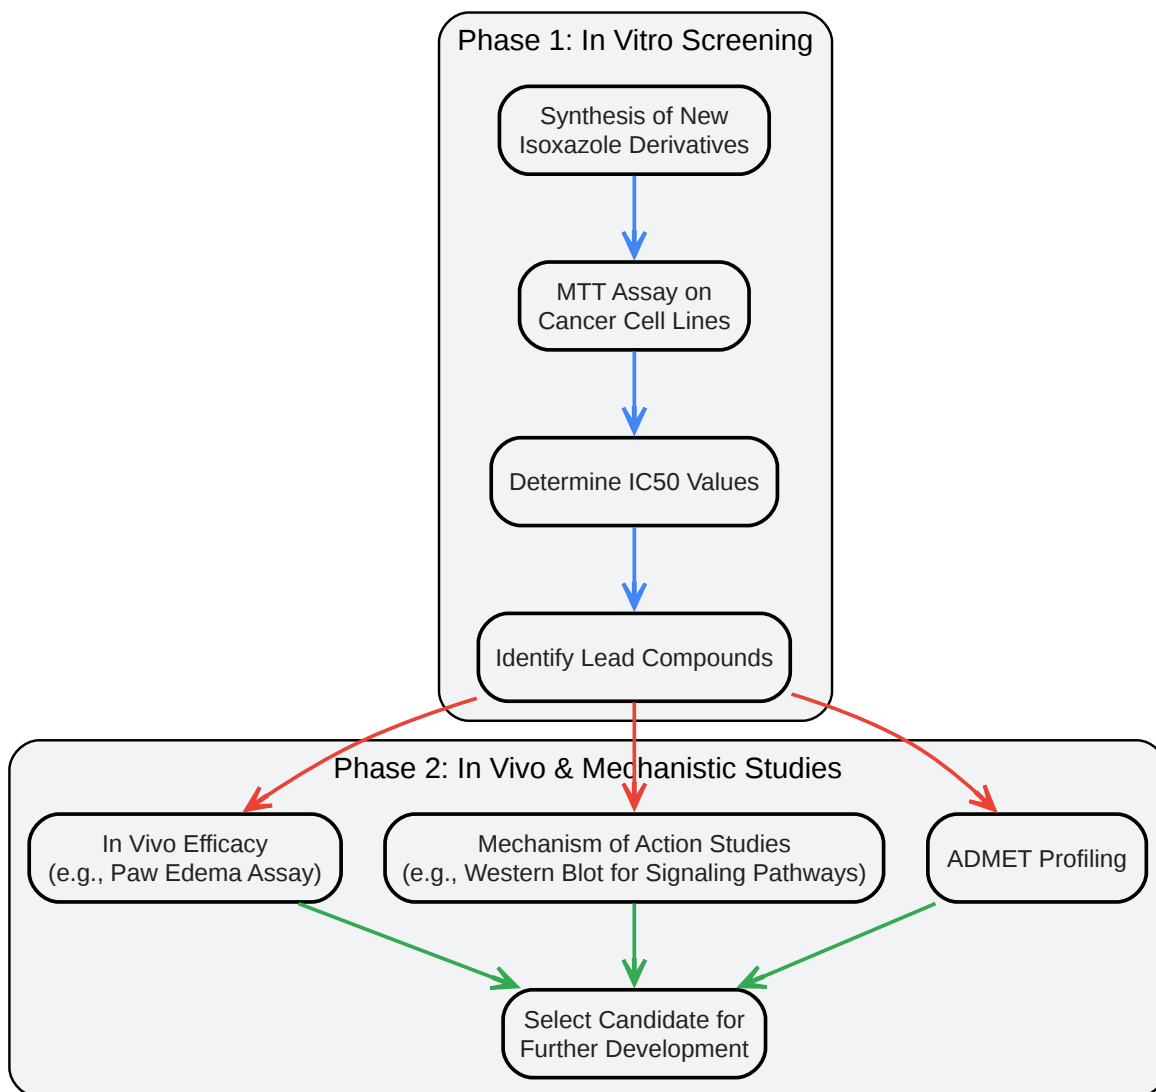 Phase 1: In Vitro Screening
Synthesis of New
Isoxazole Derivatives
MTT Assay on
Cancer Cell Lines
Determine IC50 Values
Identify Lead Compounds
Phase 2: In Vivo & Mechanistic Studies
In Vivo Efficacy
(e.g., Paw Edema Assay)
Mechanism of Action Studies
(e.g., Western Blot for Signaling Pathways)
ADMET Profiling
Select Candidate for
Further Development